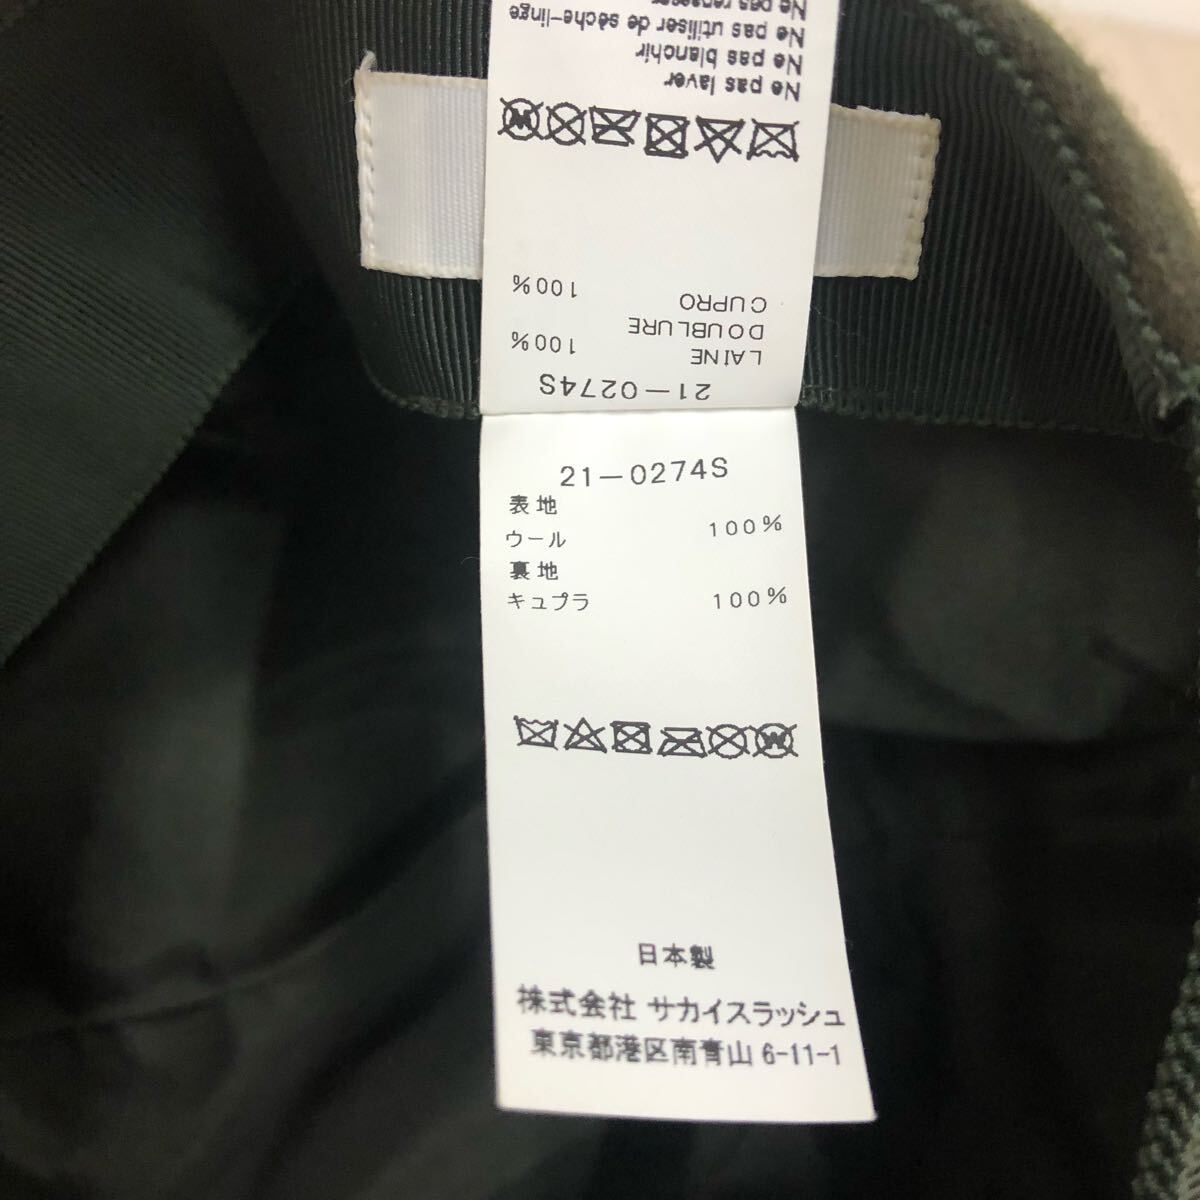 Ne pas utiliser de sèche-linge
Ne pas blanchir
Ne pas laver
CUPRO 100%
DOUBLURE
LAINE 100%
21-0274S
21-0274S
表地
ウール 100%
裏地
キュプラ 100%
日本製
株式会社 サカイスラッシュ
東京都港区南青山 6-11-1